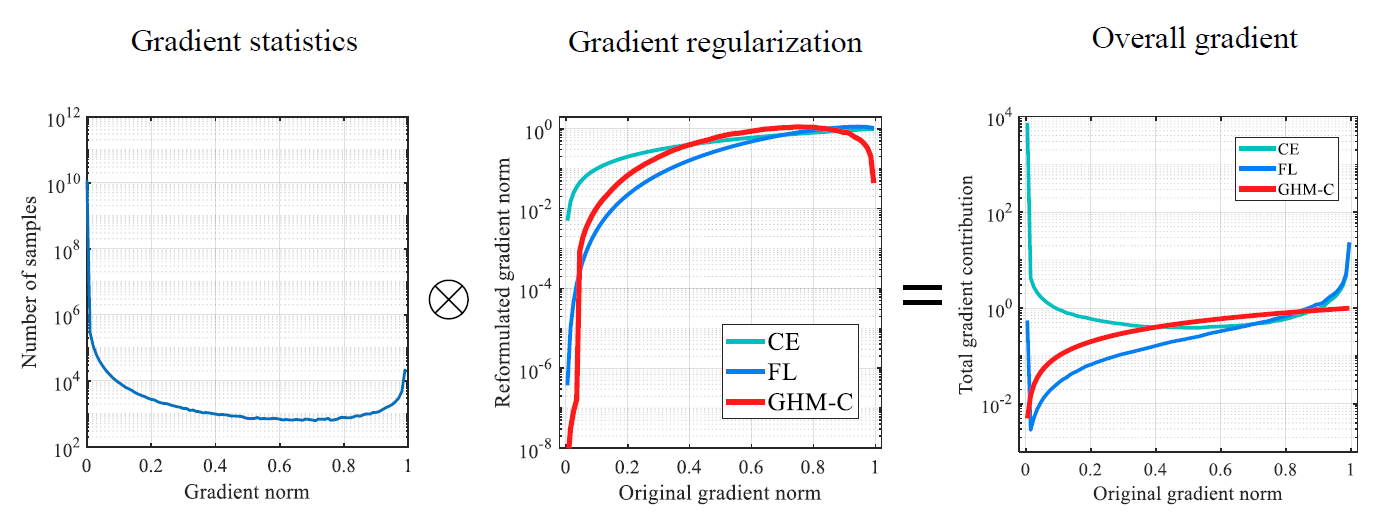 Gradient statistics
Gradient regularization
Overall gradient
Number of samples
10^12
10^10
10^8
10^6
10^4
10^2
0
0.2
0.4
0.6
0.8
1
Gradient norm
Reformulated gradient norm
10^0
10^-2
10^-4
10^-6
10^-8
CE
FL
GHM-C
0
0.2
0.4
0.6
0.8
1
Original gradient norm
Total gradient contribution
10^4
10^2
10^0
10^-2
CE
FL
GHM-C
0
0.2
0.4
0.6
0.8
1
Original gradient norm